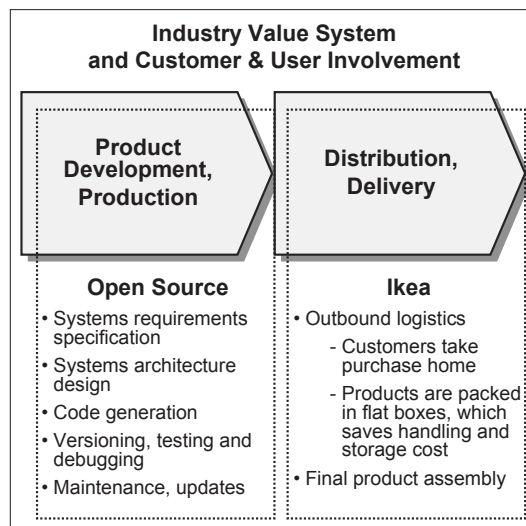 Industry Value System
and Customer & User Involvement
Product
Development,
Production
Distribution,
Delivery
Open Source
• Systems requirements
specification
• Systems architecture
design
• Code generation
• Versioning, testing and
debugging
• Maintenance, updates
Ikea
• Outbound logistics
- Customers take
purchase home
- Products are packed
in flat boxes, which
saves handling and
storage cost
• Final product assembly